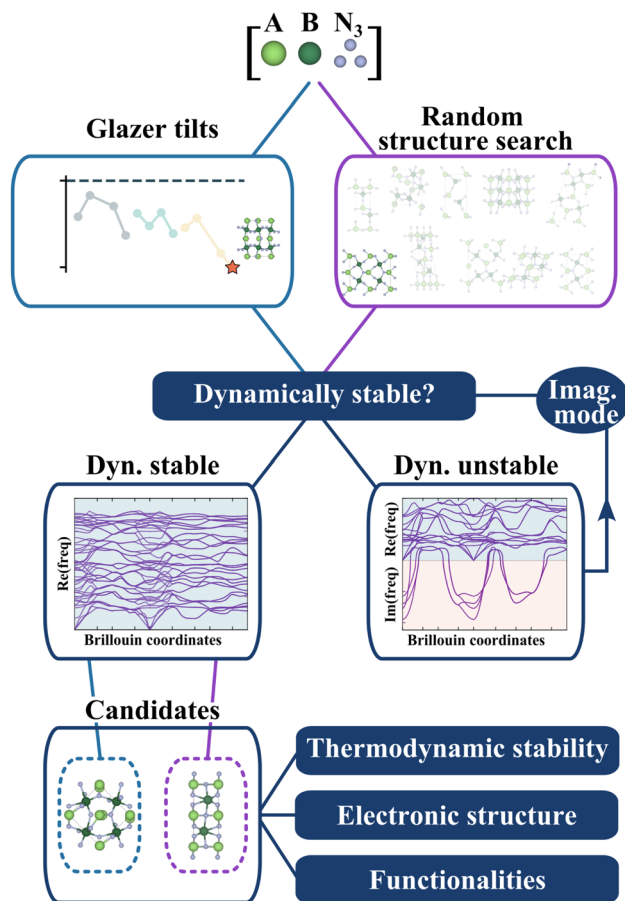 A B N₃
Glazer tilts
Random
structure search
Dynamically stable?
Imag.
mode
Dyn. stable
Dyn. unstable
Re(freq)
Brillouin coordinates
Re(freq)
Im(freq)
Brillouin coordinates
Candidates
Thermodynamic stability
Electronic structure
Functionalities